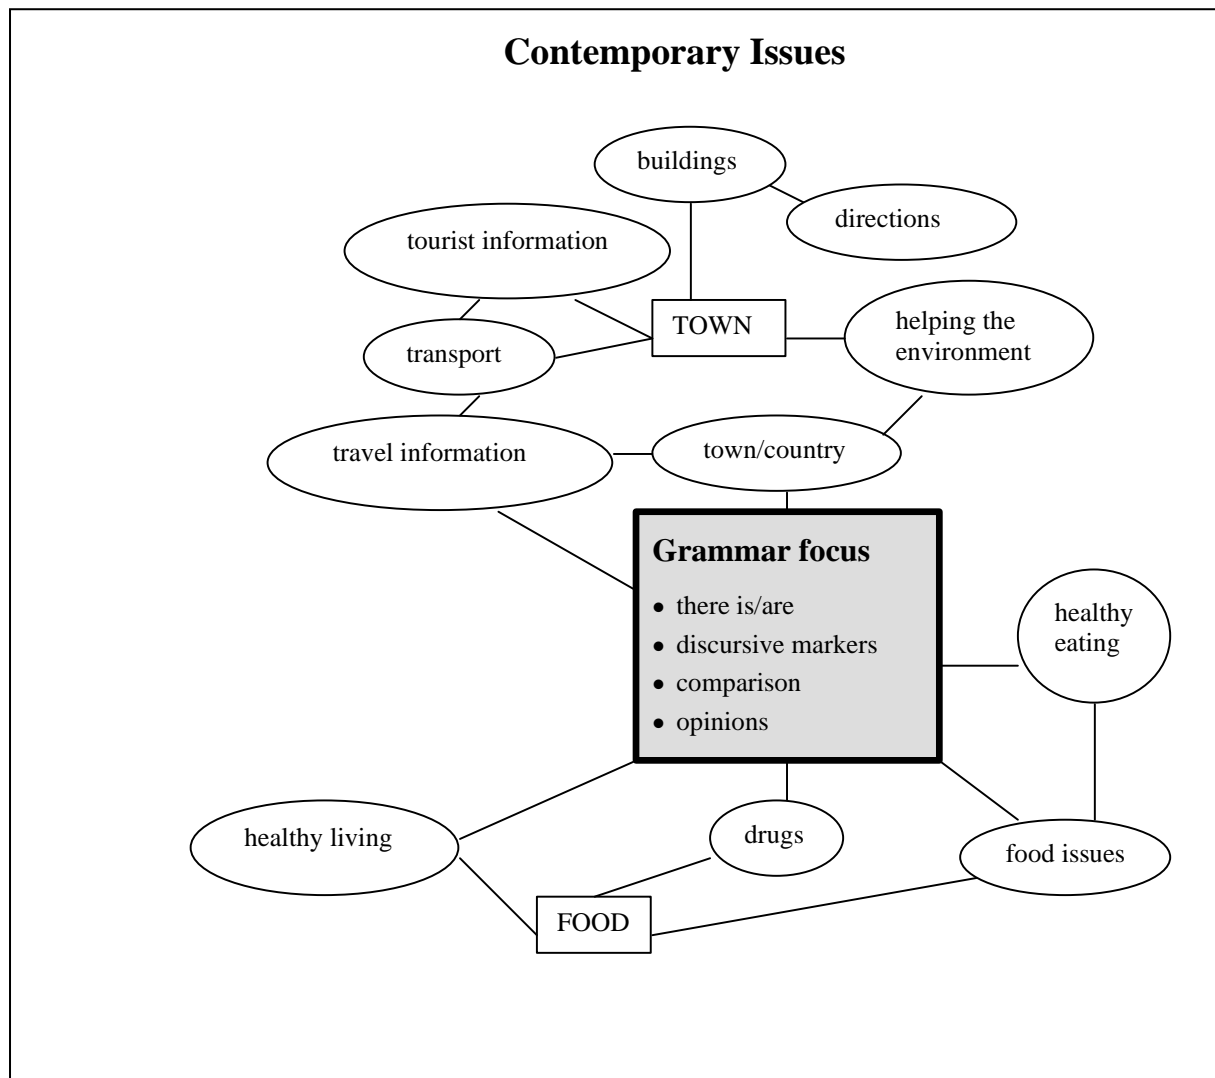 Contemporary Issues
buildings
directions
tourist information
TOWN
helping the
environment
transport
travel information
town/country
Grammar focus
• there is/are
• discursive markers
• comparison
• opinions
healthy
eating
healthy living
drugs
food issues
FOOD